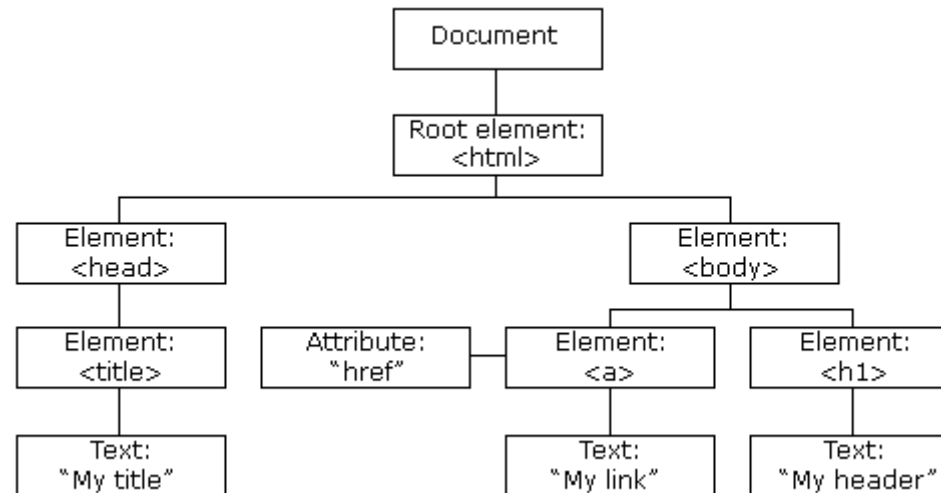 Document
Root element:
<html>
Element:
<head>
Element:
<body>
Element:
<title>
Attribute:
“href”
Element:
<a>
Element:
<h1>
Text:
“My title”
Text:
“My link”
Text:
“My header”